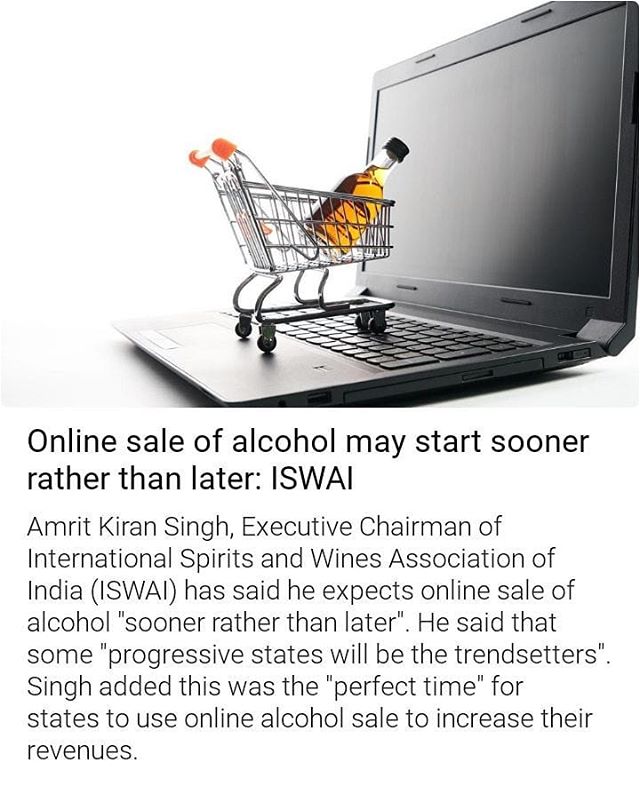 Online sale of alcohol may start sooner
rather than later: ISWAI
Amrit Kiran Singh, Executive Chairman of
International Spirits and Wines Association of
India (ISWAI) has said he expects online sale of
alcohol "sooner rather than later". He said that
some "progressive states will be the trendsetters".
Singh added this was the "perfect time" for
states to use online alcohol sale to increase their
revenues.